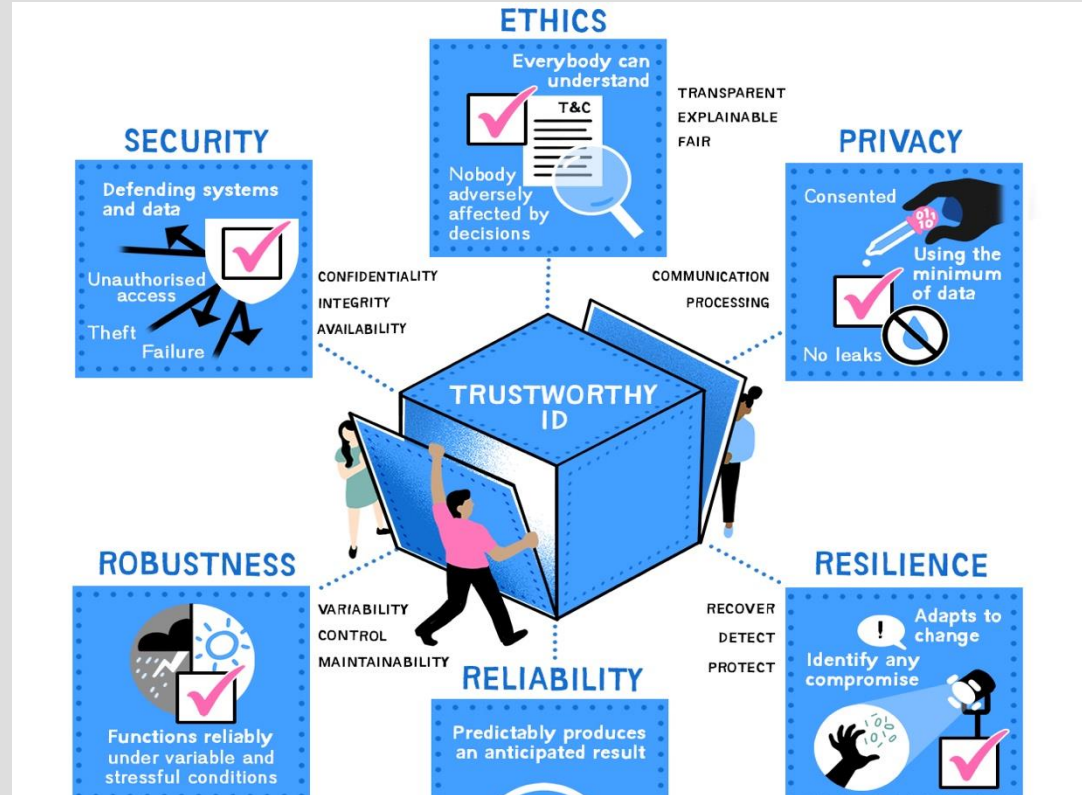 ETHICS
Everybody can
understand
T&C
Nobody
adversely
affected by
decisions
TRANSPARENT
EXPLAINABLE
FAIR
SECURITY
Defending systems
and data
Unauthorised
access
Theft
Failure
CONFIDENTIALITY
INTEGRITY
AVAILABILITY
PRIVACY
Consented
011
10
Using the
minimum
of data
No leaks
COMMUNICATION
PROCESSING
TRUSTWORTHY
ID
ROBUSTNESS
Functions reliably
under variable and
stressful conditions
VARIABILITY
CONTROL
MAINTAINABILITY
RELIABILITY
Predictably produces
an anticipated result
RESILIENCE
!
Adapts to
change
Identify any
compromise
RECOVER
DETECT
PROTECT